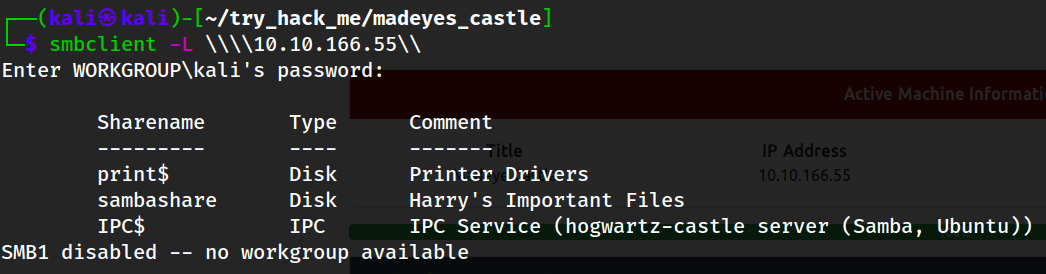 ┌──(kali㉿kali)-[~/try_hack_me/madeyes_castle]
└─$ smbclient -L \\\\10.10.166.55\\
Enter WORKGROUP\kali's password:
Active Machine Informati
Sharename Type Comment
--------- ---- -------
Title IP Address
print$ Disk Printer Drivers
10.10.166.55
sambashare Disk Harry's Important Files
IPC$ IPC IPC Service (hogwartz-castle server (Samba, Ubuntu))
SMB1 disabled -- no workgroup available